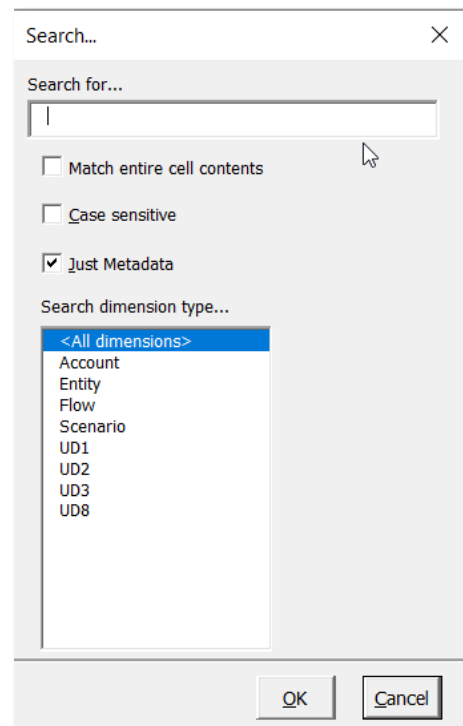 Search...
Search for...
Match entire cell contents
Case sensitive
Just Metadata
Search dimension type...
<All dimensions>
Account
Entity
Flow
Scenario
UD1
UD2
UD3
UD8
OK Cancel